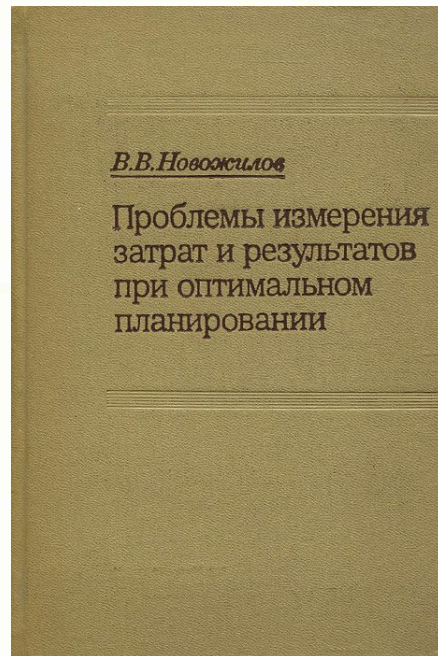 В.В.Новожилов
Проблемы измерения
затрат и результатов
при оптимальном
планировании